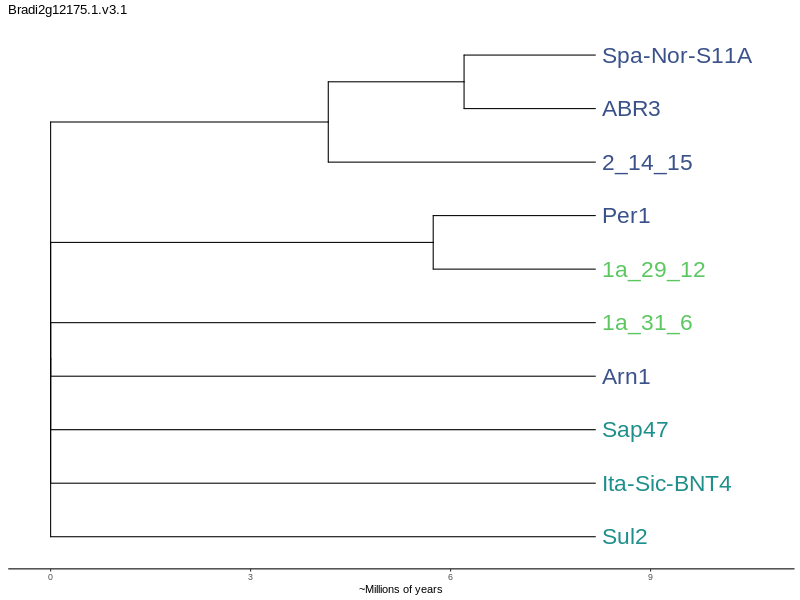 Bradi2g12175.1.v3.1
Spa-Nor-S11A
ABR3
2_14_15
Per1
1a_29_12
1a_31_6
Arn1
Sap47
Ita-Sic-BNT4
Sul2
0 3 6 9
~Millions of years